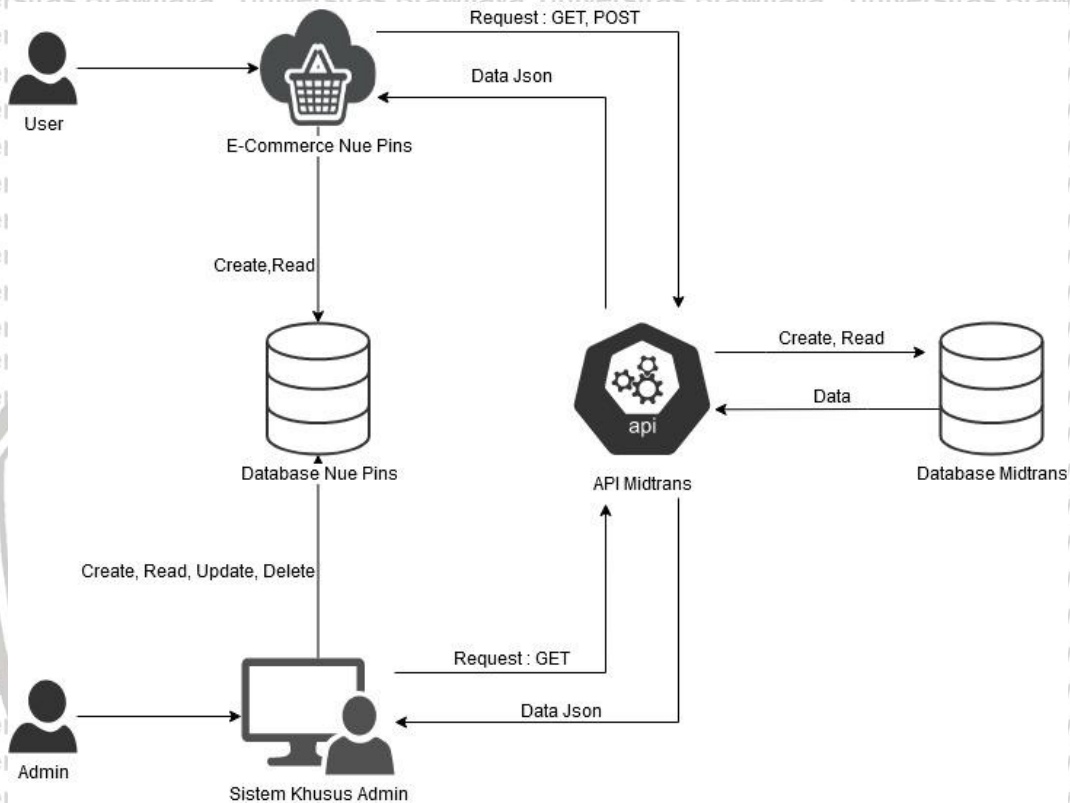 Request : GET, POST
Data Json
User
E-Commerce Nue Pins
Create,Read
Create, Read
Data
api
Database Nue Pins
API Midtrans
Database Midtrans
Create, Read, Update, Delete
Request : GET
Data Json
Admin
Sistem Khusus Admin